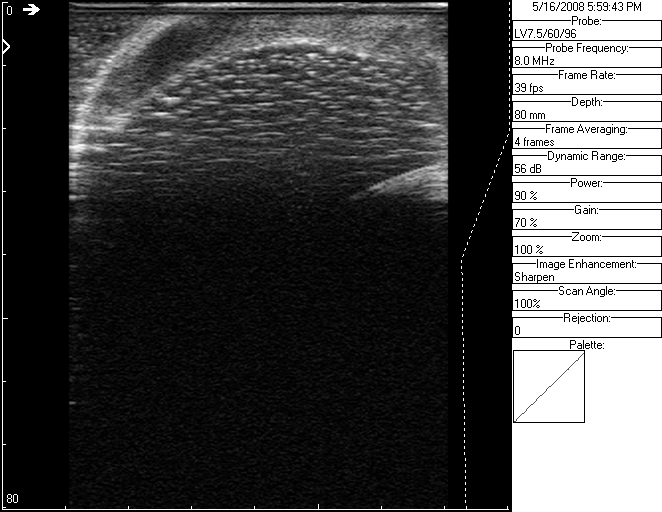 0
80
5/16/2008 5:59:43 PM
Probe:
LV7.5/60/96
Probe Frequency:
8.0 MHz
Frame Rate:
39 fps
Depth:
80 mm
Frame Averaging:
4 frames
Dynamic Range:
56 dB
Power:
90 %
Gain:
70 %
Zoom:
100 %
Image Enhancement:
Sharpen
Scan Angle:
100%
Rejection:
0
Palette: